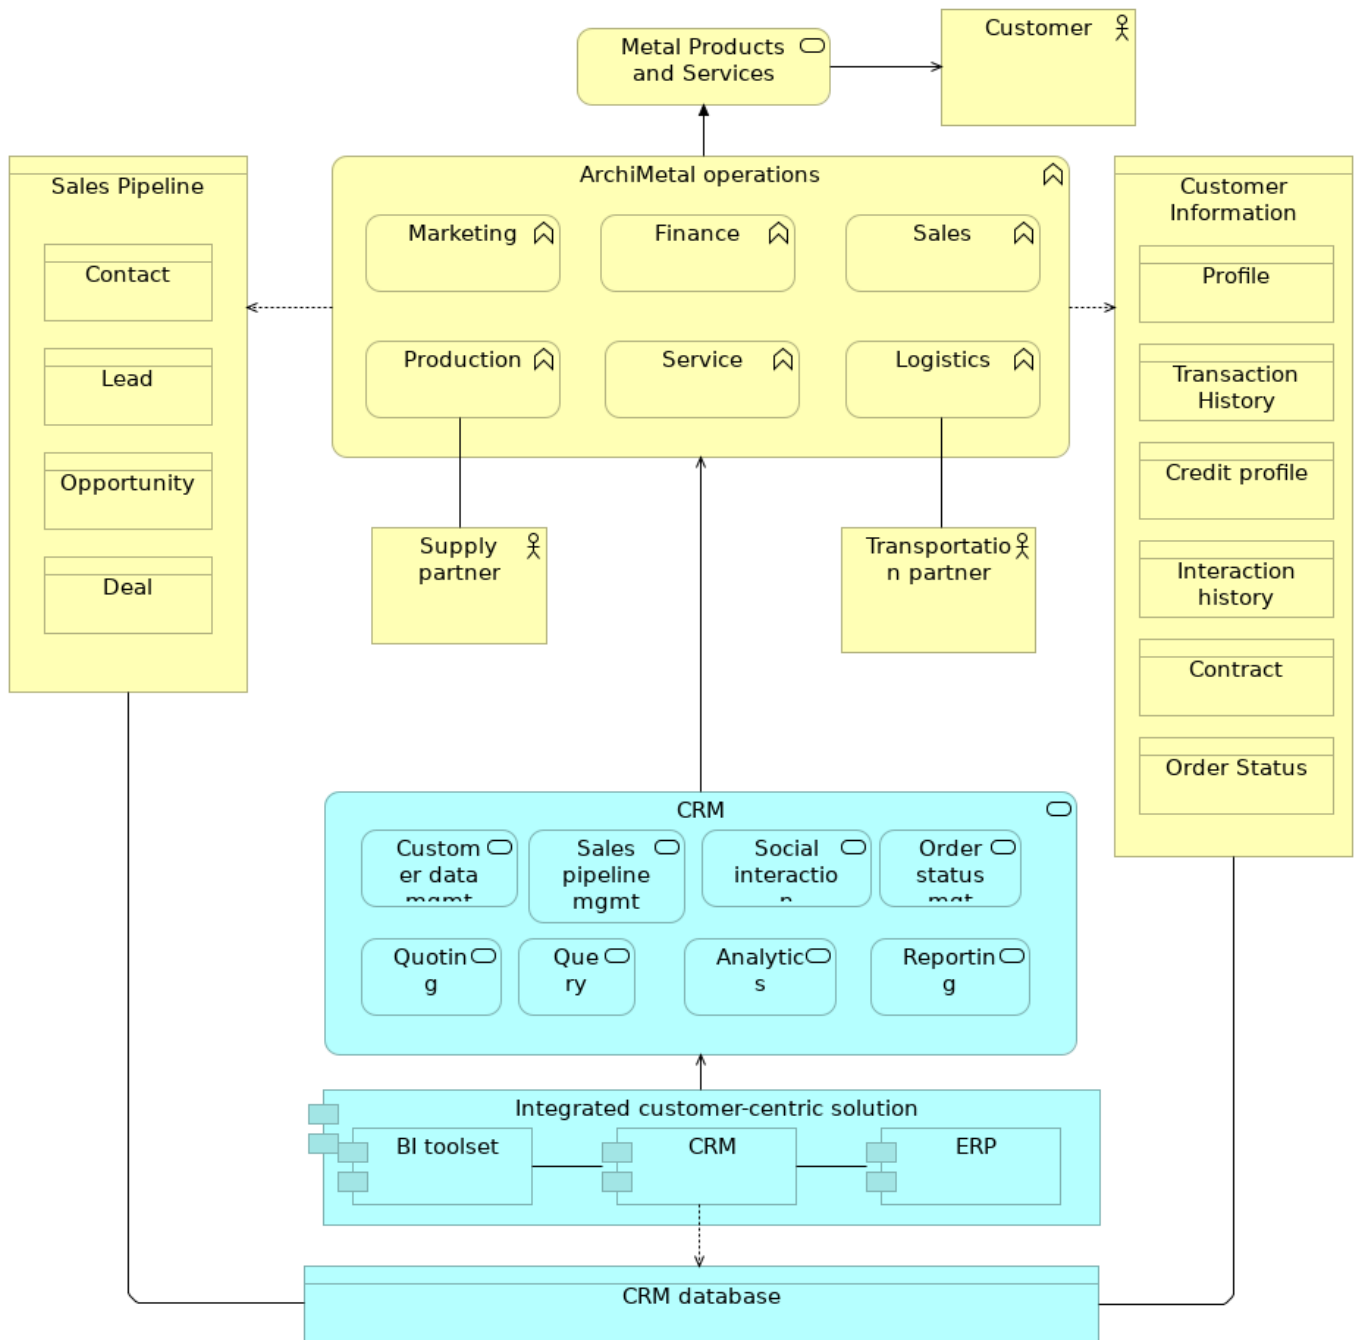 Metal Products
and Services
Customer
Sales Pipeline
Contact
Lead
Opportunity
Deal
ArchiMetal operations
Marketing
Finance
Sales
Production
Service
Logistics
Supply
partner
Transportatio
n partner
Customer
Information
Profile
Transaction
History
Credit profile
Interaction
history
Contract
Order Status
CRM
Custom
er data
mgmt
Sales
pipeline
mgmt
Social
interactio
n
Order
status
mgt
Quotin
g
Que
ry
Analytic
s
Reportin
g
Integrated customer-centric solution
BI toolset
CRM
ERP
CRM database